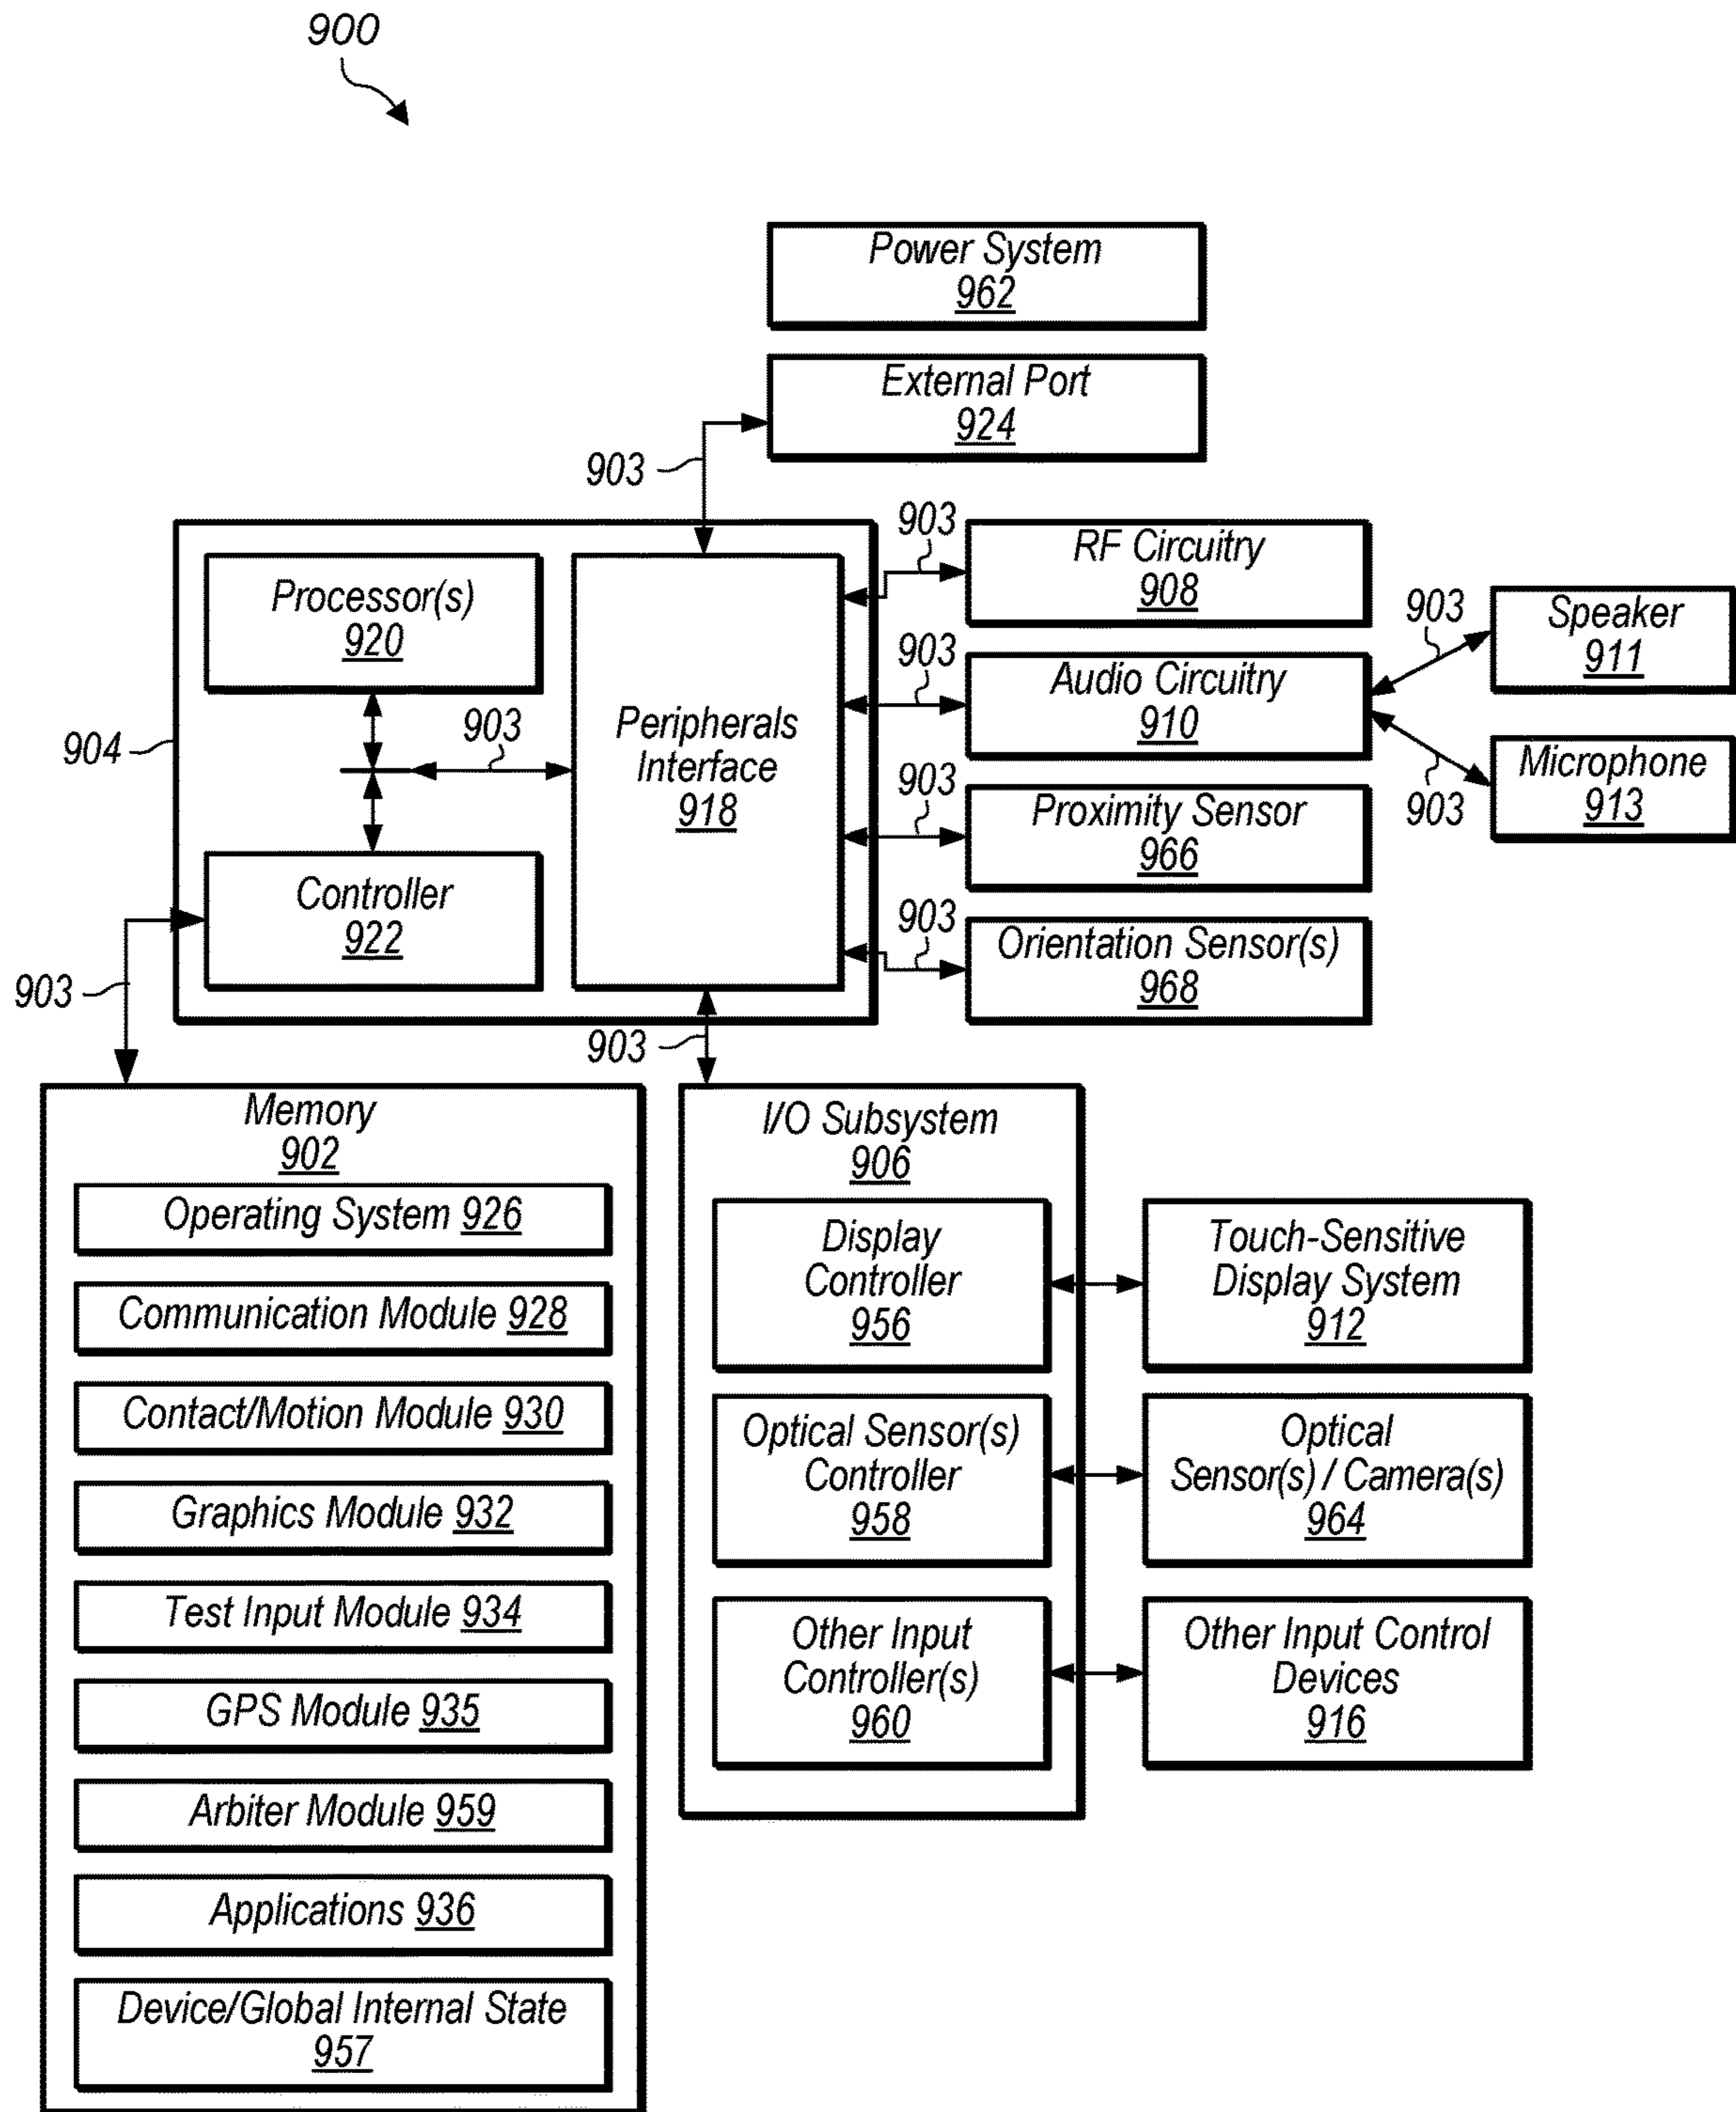 900
Power System
962
External Port
924
903
903
RF Circuitry
908
Processor(s)
920
903
Speaker
911
903
Audio Circuitry
910
903
Peripherals
Interface
918
904
903
Microphone
913
903
Proximity Sensor
966
Controller
922
903
Orientation Sensor(s)
968
903
903
Memory
902
Operating System 926
Communication Module 928
Contact/Motion Module 930
Graphics Module 932
Test Input Module 934
GPS Module 935
Arbiter Module 959
Applications 936
Device/Global Internal State
957
I/O Subsystem
906
Display
Controller
956
Touch-Sensitive
Display System
912
Optical Sensor(s)
Controller
958
Optical
Sensor(s) / Camera(s)
964
Other Input
Controller(s)
960
Other Input Control
Devices
916